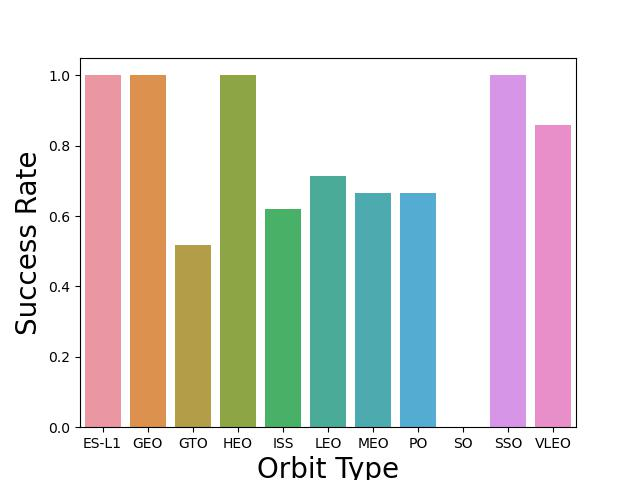 Success Rate
1.0
0.8
0.6
0.4
0.2
0.0
ES-L1 GEO GTO HEO ISS LEO MEO PO SO SSO VLEO
Orbit Type